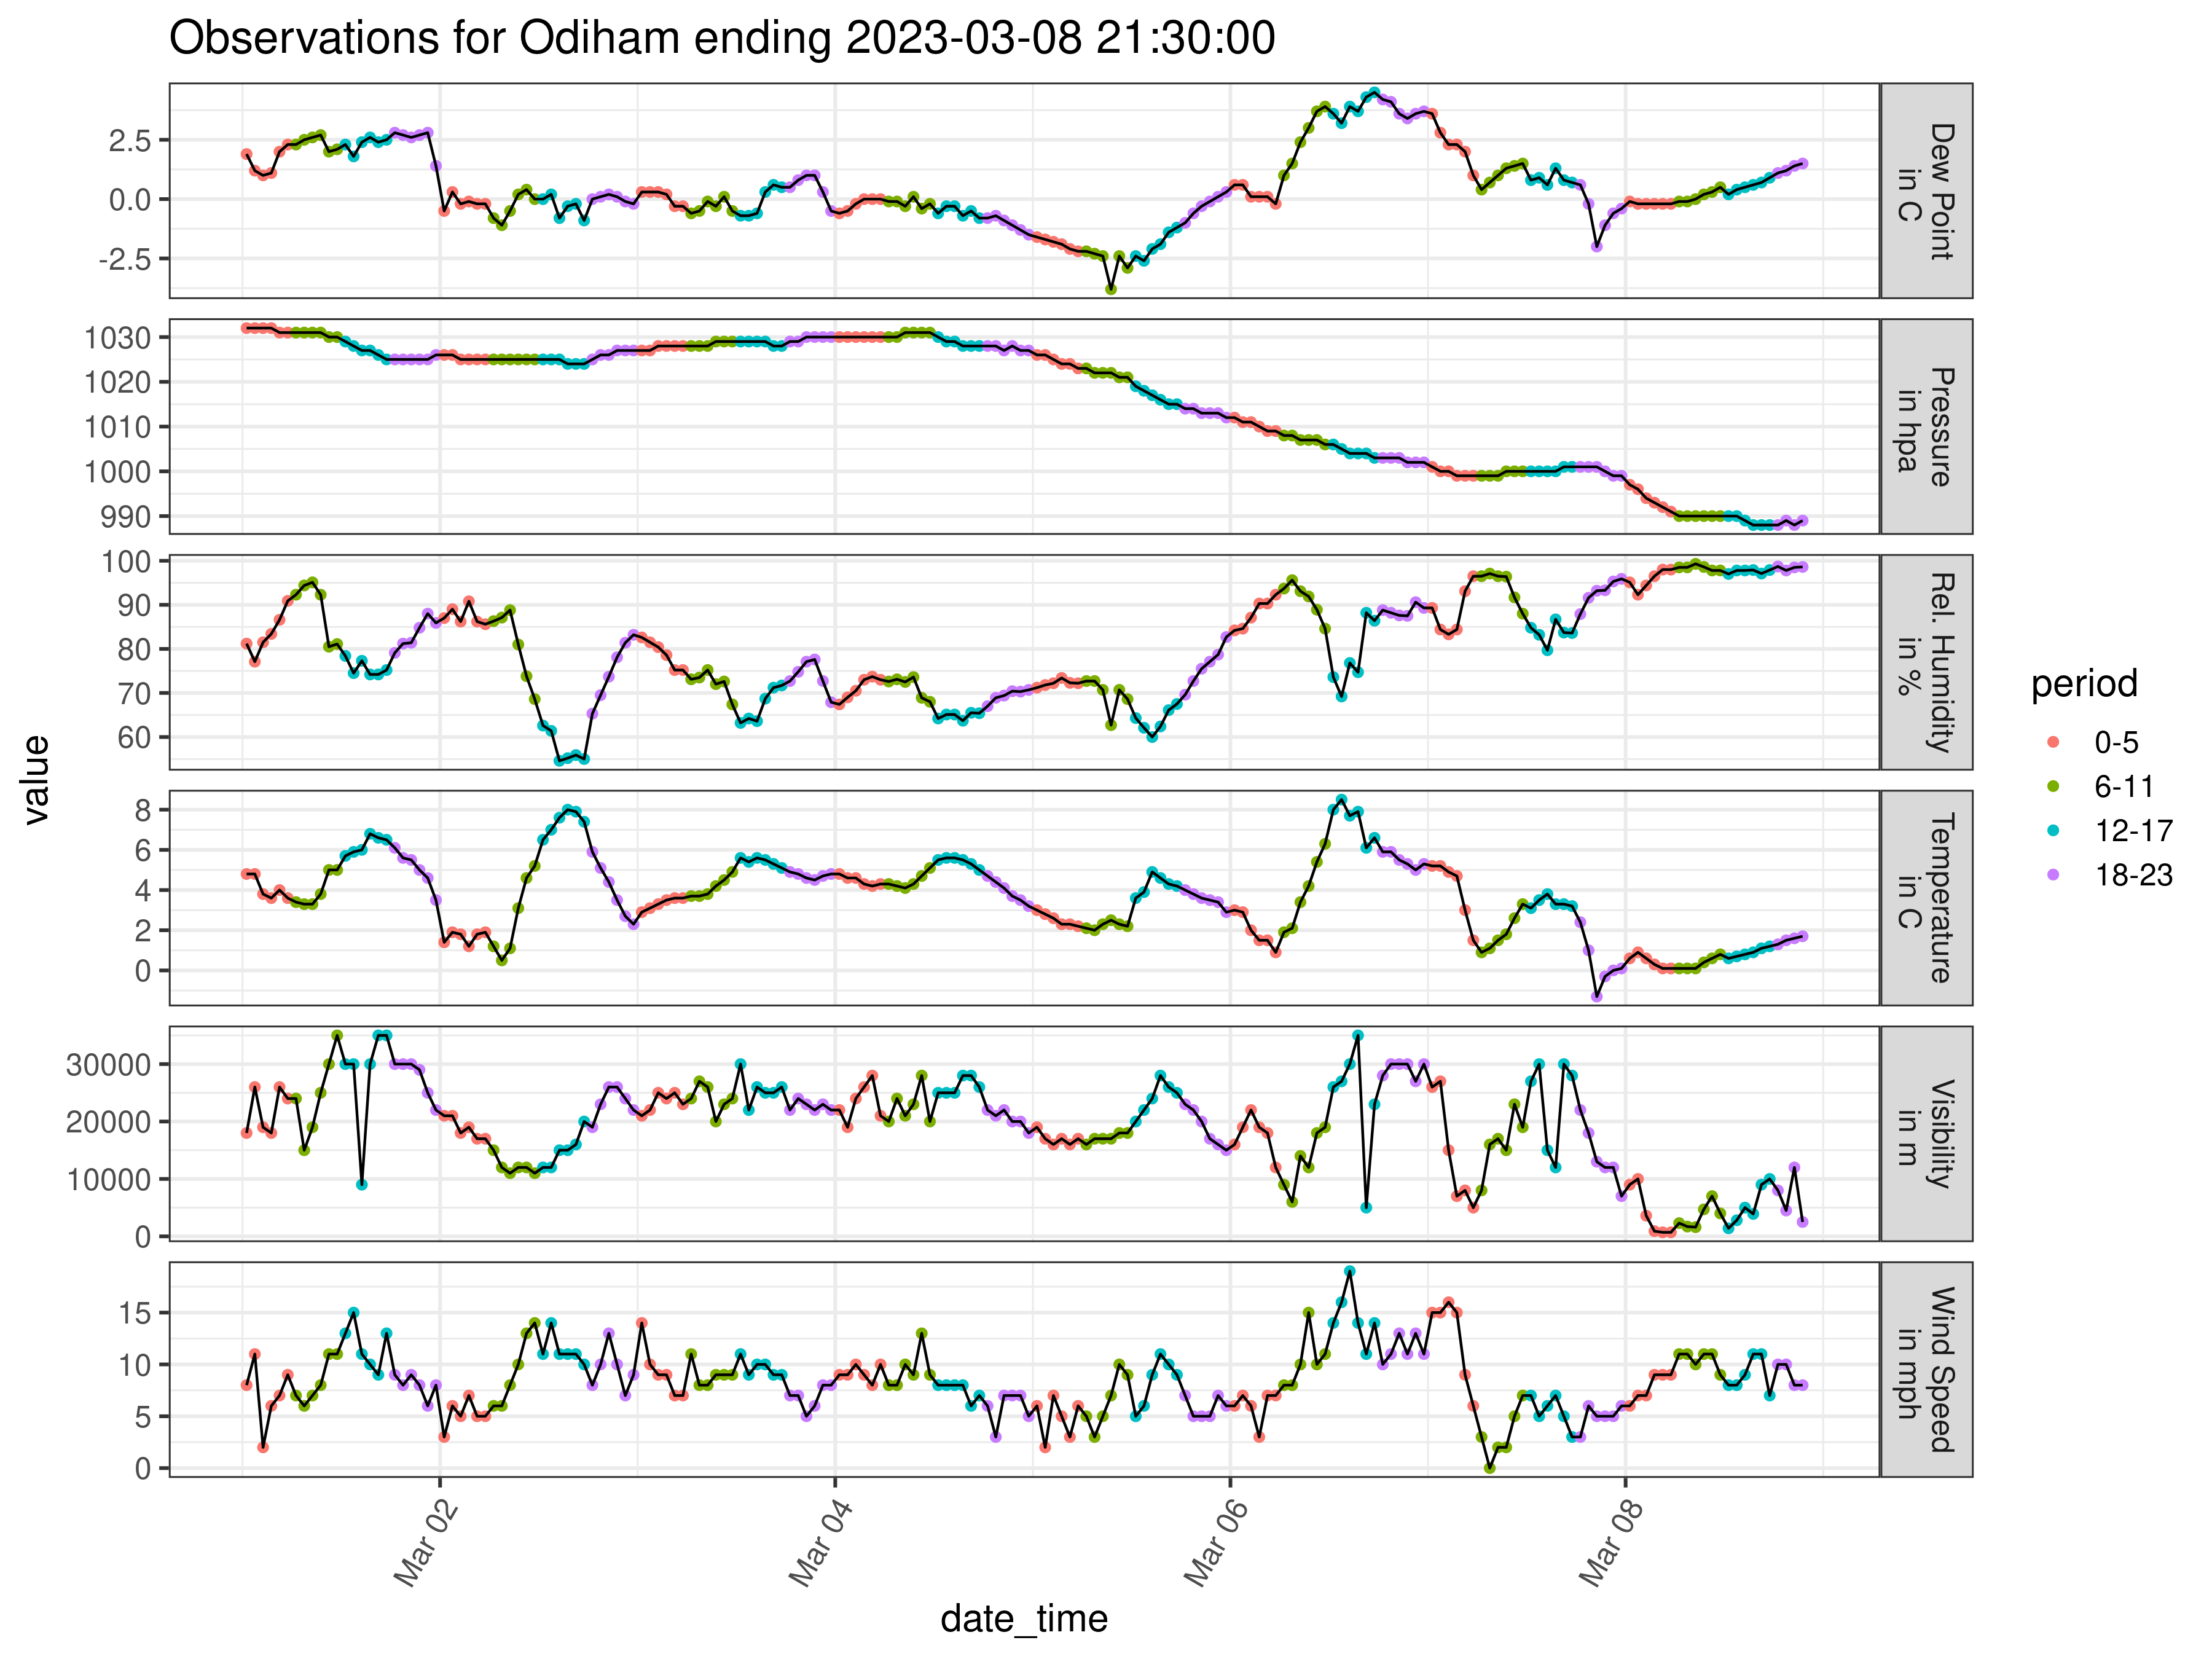 Observations for Odiham ending 2023-03-08 21:30:00
value
2.5
0.0
-2.5
Dew Point
in C
1030
1020
1010
1000
990
Pressure
in hpa
100
90
80
70
60
Rel. Humidity
in %
8
6
4
2
0
Temperature
in C
30000
20000
10000
0
Visibility
in m
15
10
5
0
Wind Speed
in mph
Mar 02
Mar 04
Mar 06
Mar 08
date_time
period
0-5
6-11
12-17
18-23